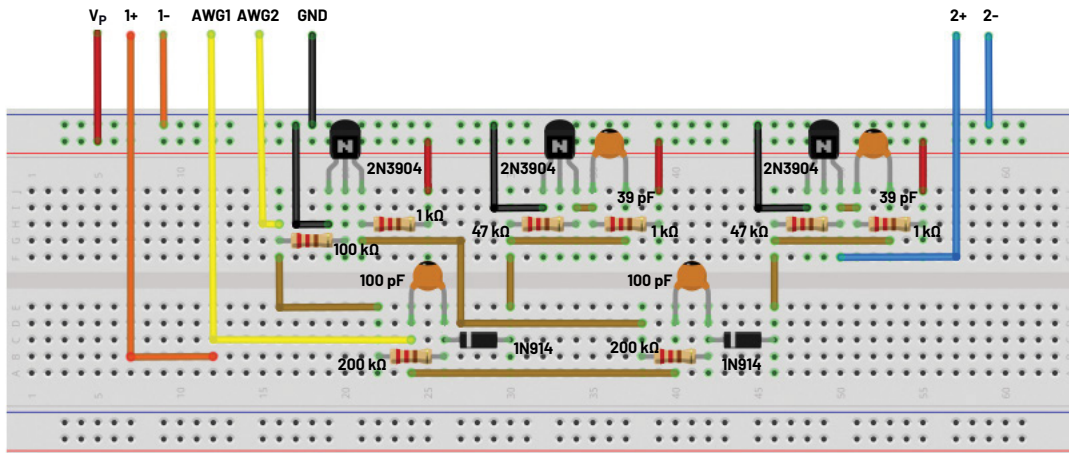 VP 1+ 1- AWG1 AWG2 GND 2+ 2-
N N N
2N3904 2N3904 2N3904
39 pF 39 pF
1 kΩ
47 kΩ 1 kΩ 47 kΩ 1 kΩ
100 kΩ
100 pF 100 pF
1N914 1N914
200 kΩ 200 kΩ